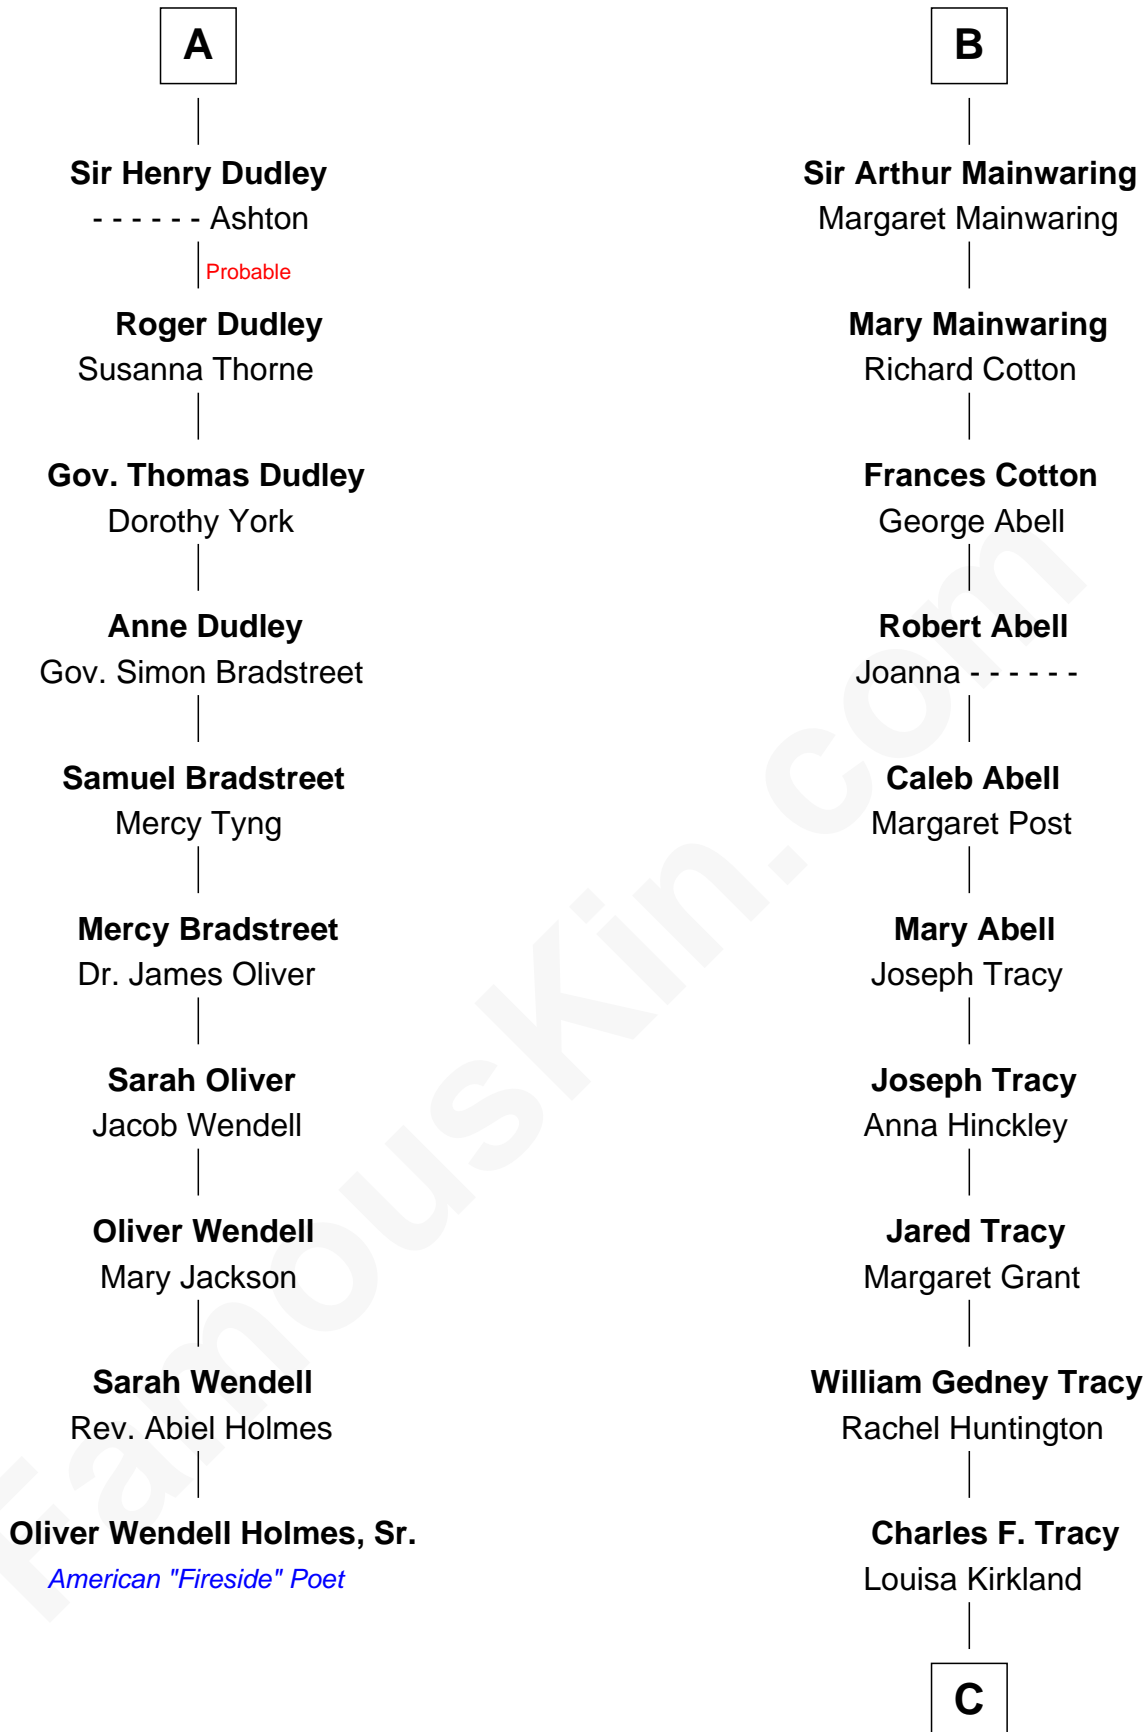 A
Sir Henry Dudley
- - - - - - Ashton
Probable
Roger Dudley
Susanna Thorne
Gov. Thomas Dudley
Dorothy York
Anne Dudley
Gov. Simon Bradstreet
Samuel Bradstreet
Mercy Tyng
Mercy Bradstreet
Dr. James Oliver
Sarah Oliver
Jacob Wendell
Oliver Wendell
Mary Jackson
Sarah Wendell
Rev. Abiel Holmes
Oliver Wendell Holmes, Sr.
American "Fireside" Poet
B
Sir Arthur Mainwaring
Margaret Mainwaring
Mary Mainwaring
Richard Cotton
Frances Cotton
George Abell
Robert Abell
Joanna - - - - - -
Caleb Abell
Margaret Post
Mary Abell
Joseph Tracy
Joseph Tracy
Anna Hinckley
Jared Tracy
Margaret Grant
William Gedney Tracy
Rachel Huntington
Charles F. Tracy
Louisa Kirkland
C
FamousKin.com